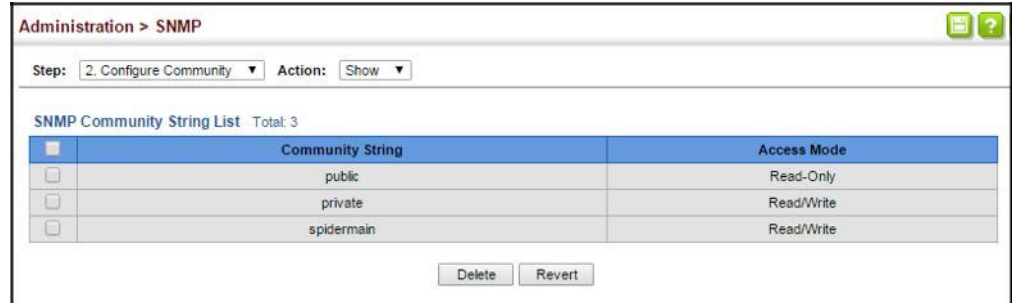 Administration > SNMP
?
Step: 2. Configure Community ▼ Action: Show ▼
SNMP Community String List Total: 3
Community String Access Mode
public Read-Only
private Read/Write
spidermain Read/Write
Delete Revert